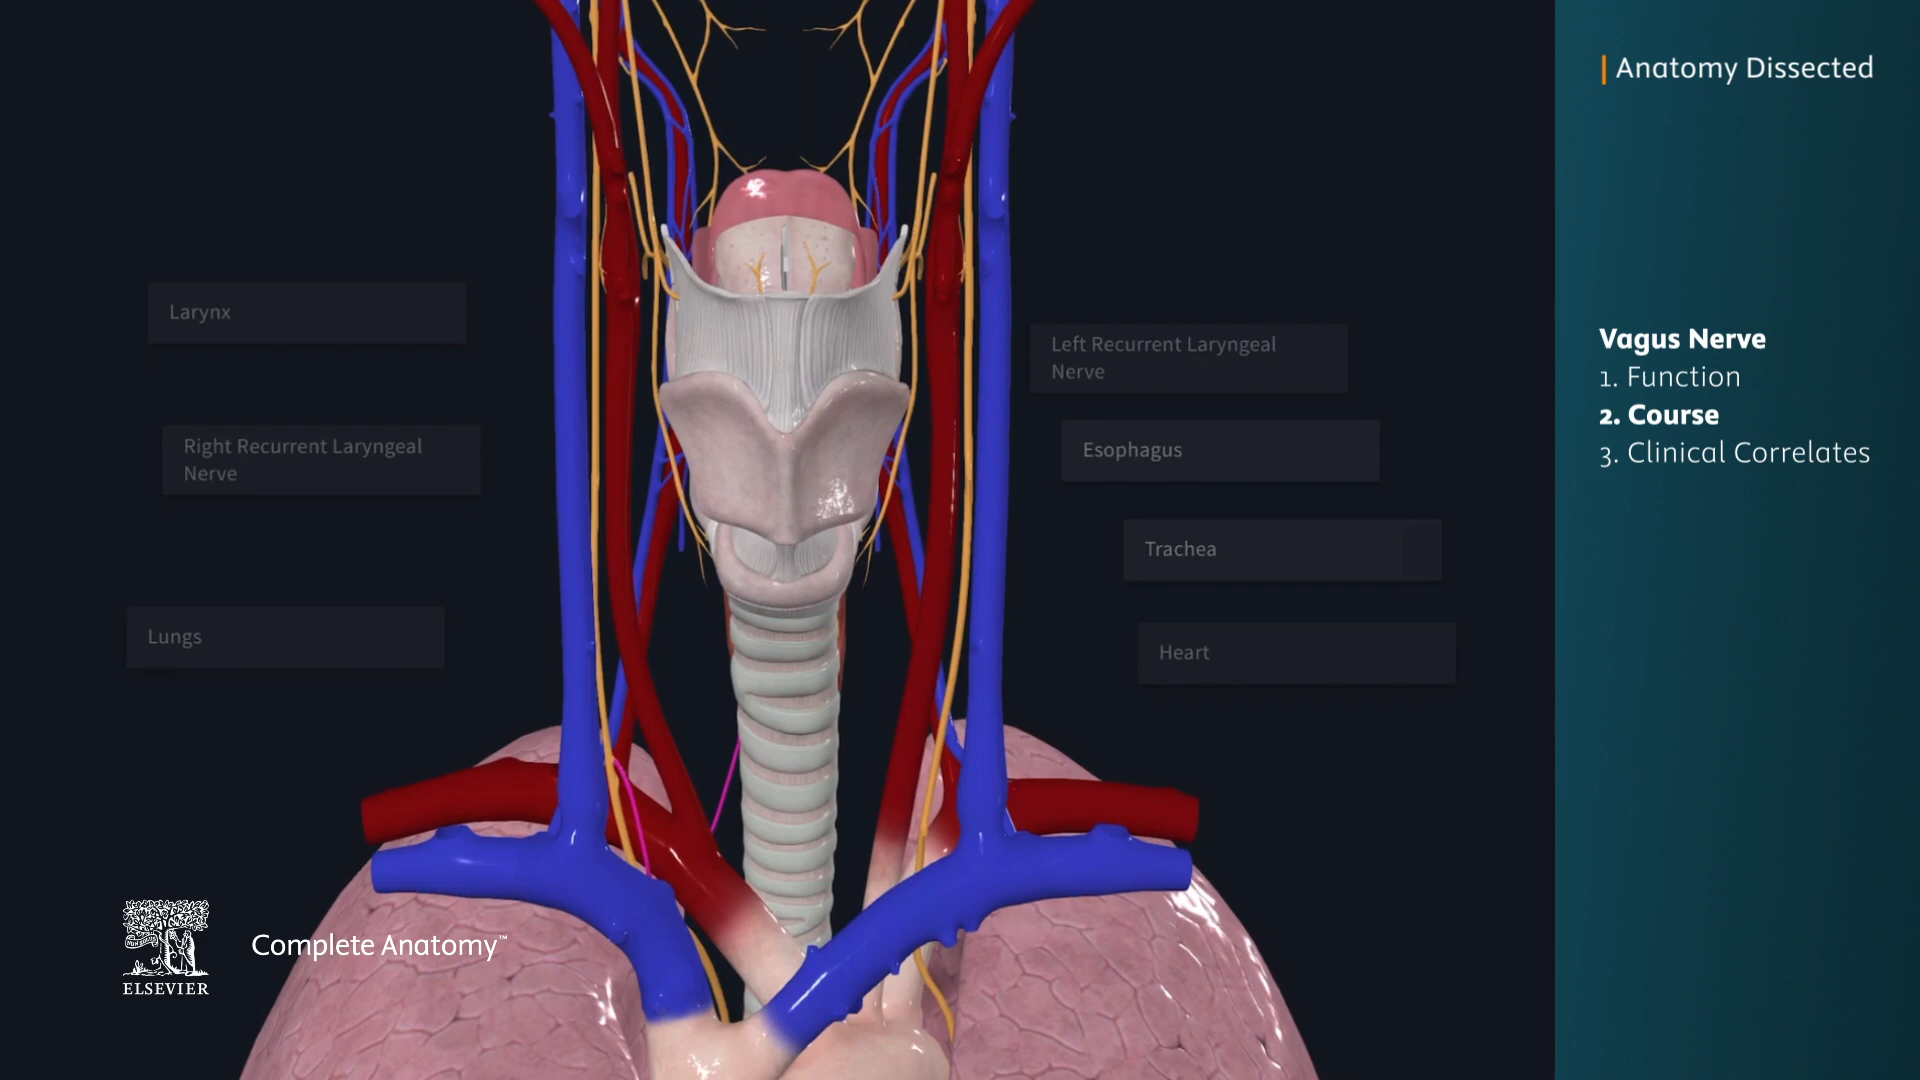 Anatomy Dissected
Larynx
Right Recurrent Laryngeal
Nerve
Lungs
Left Recurrent Laryngeal
Nerve
Esophagus
Trachea
Heart
Vagus Nerve
1. Function
2. Course
3. Clinical Correlates
Complete Anatomy™
ELSEVIER